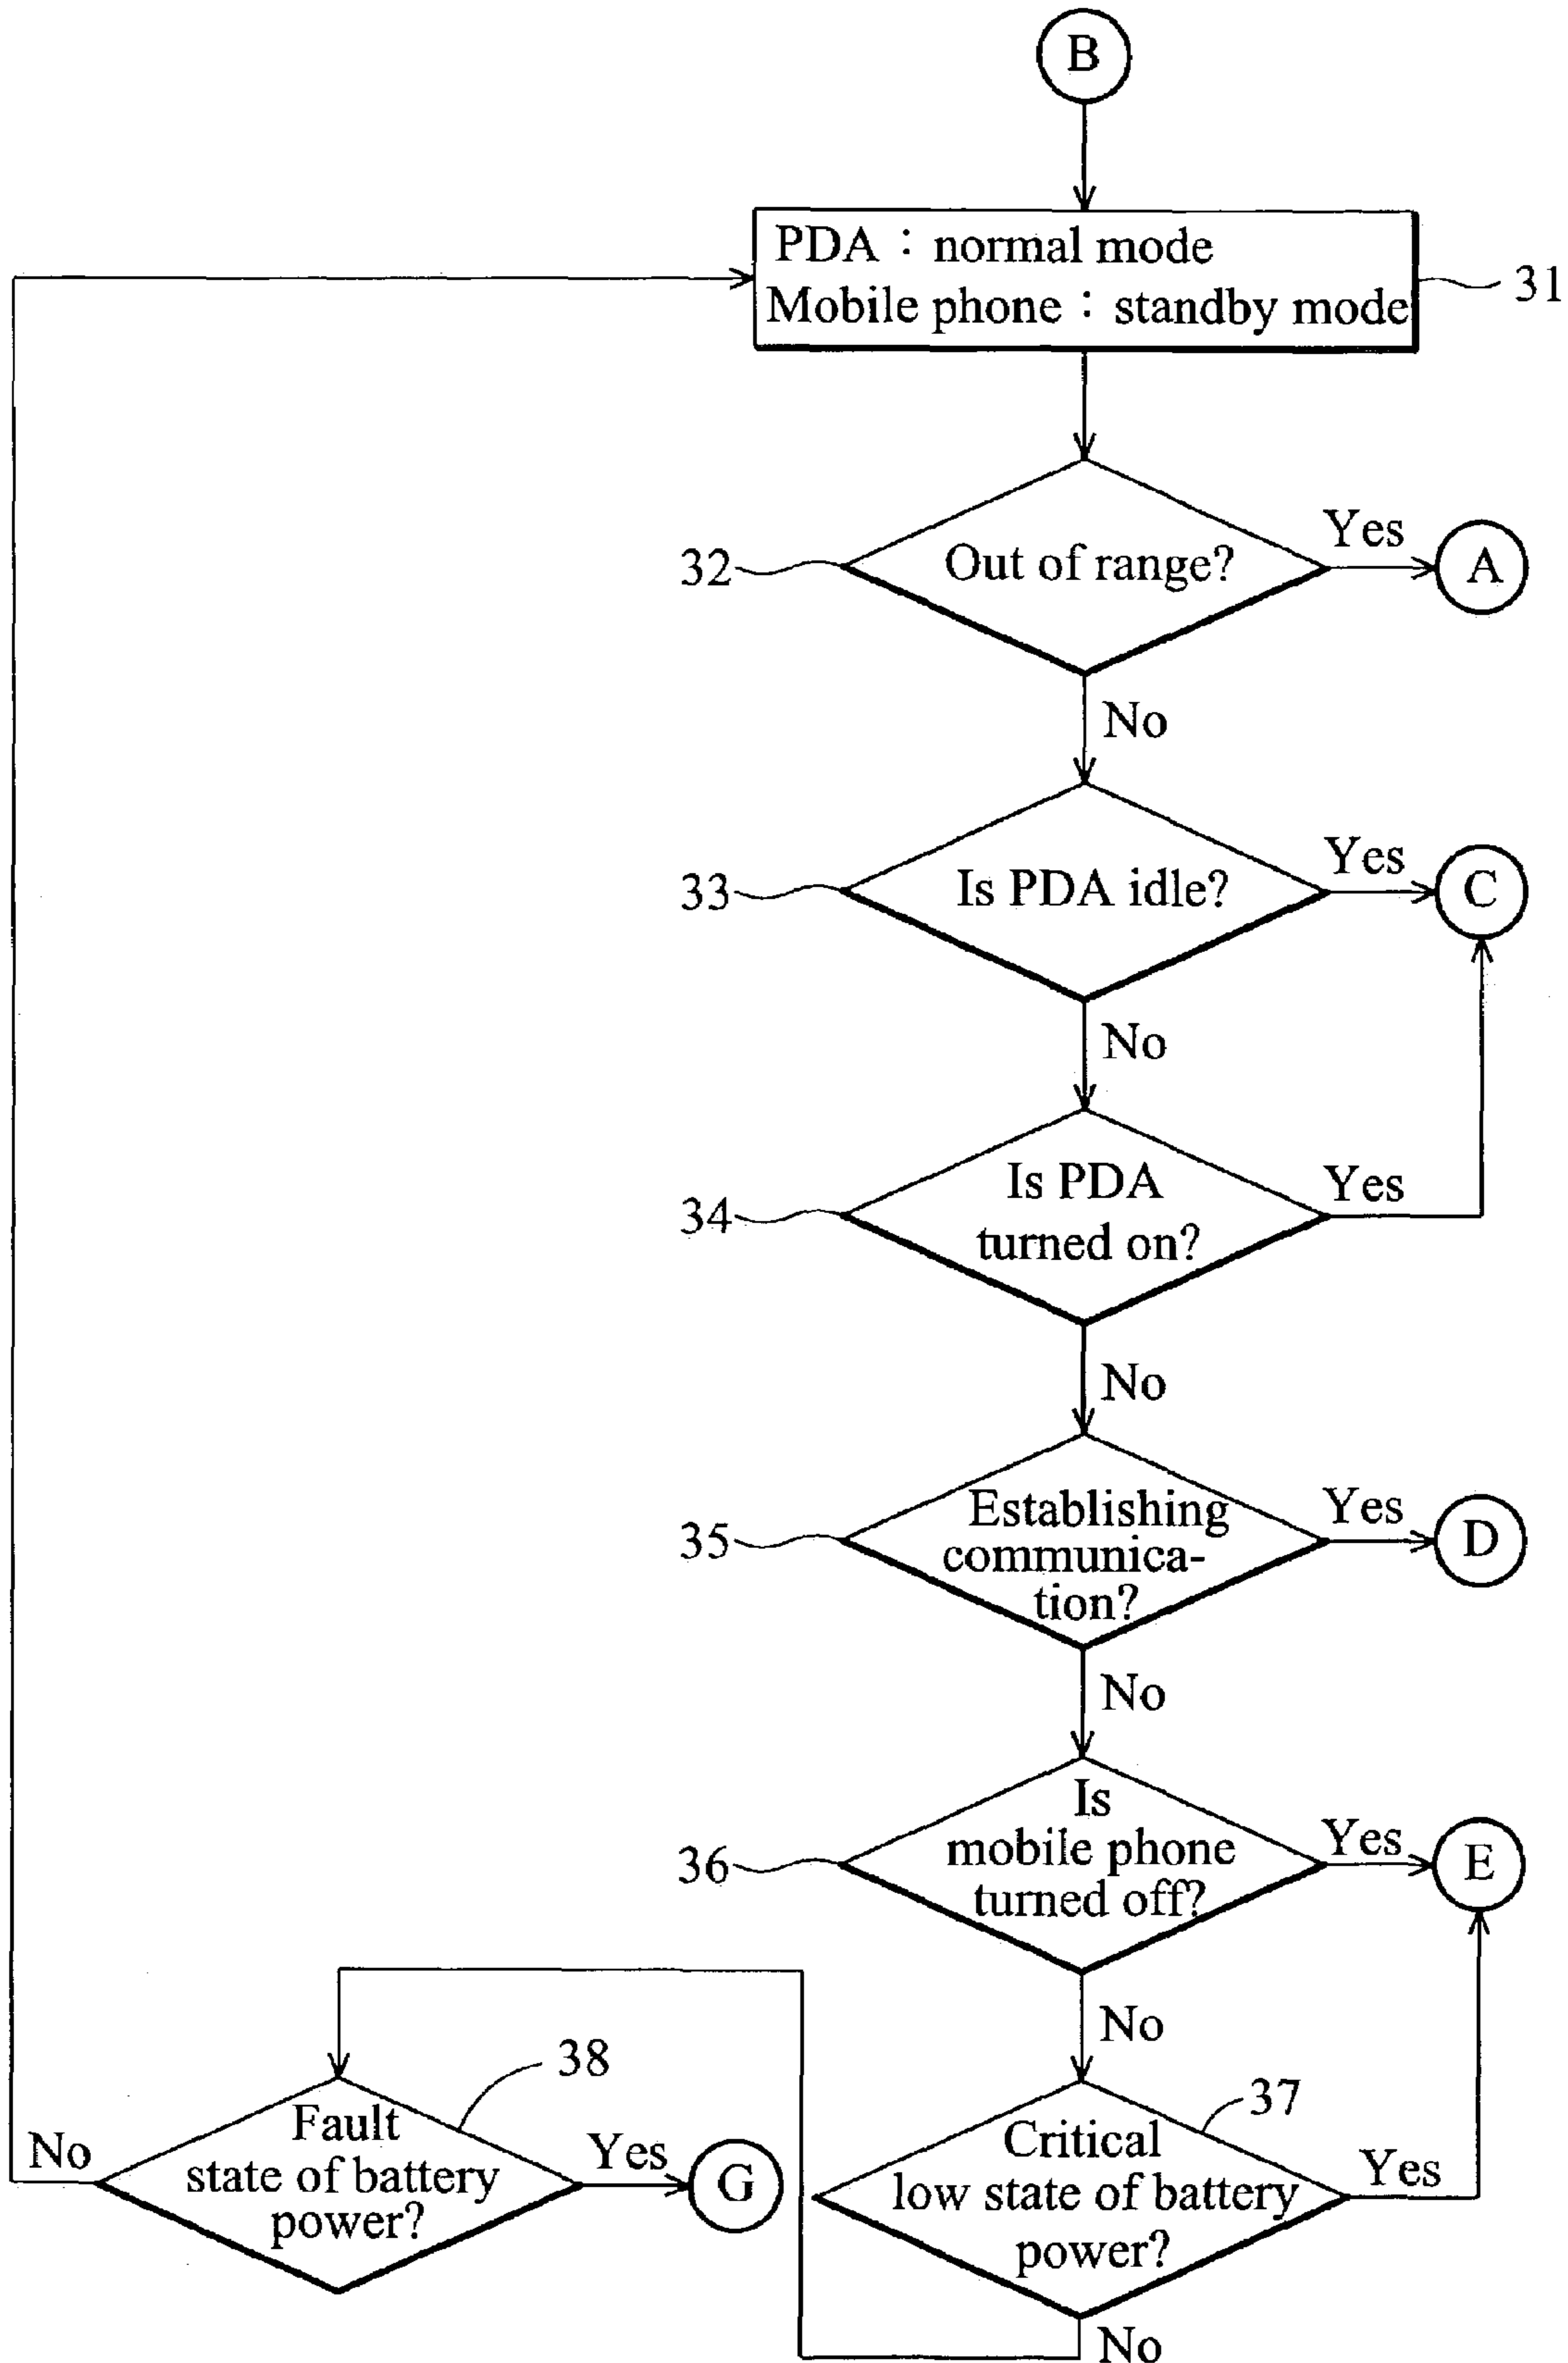 B
PDA : normal mode
Mobile phone : standby mode
31
32
Out of range?
Yes
A
No
33
Is PDA idle?
Yes
C
No
34
Is PDA
turned on?
Yes
No
35
Establishing
communica-
tion?
Yes
D
No
36
Is
mobile phone
turned off?
Yes
E
No
38
Fault
state of battery
power?
No
Yes
G
37
Critical
low state of battery
power?
Yes
No